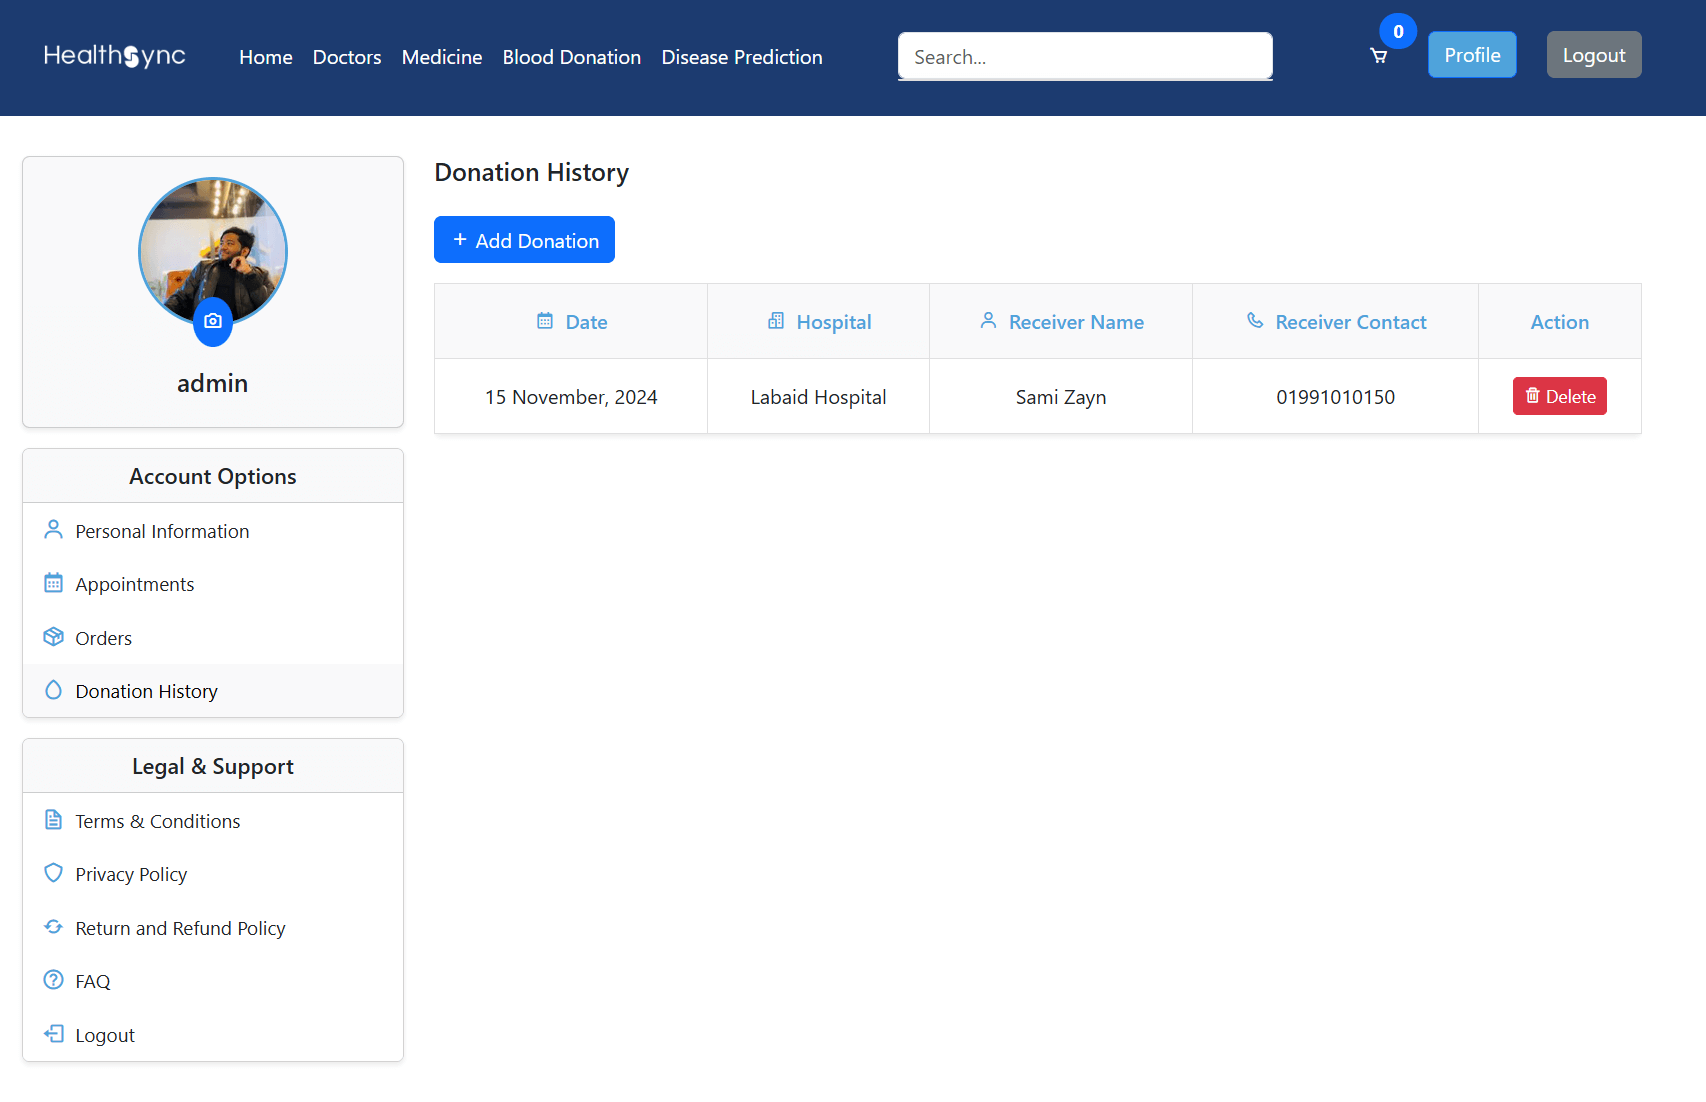 HealthSync
Home Doctors Medicine Blood Donation Disease Prediction
Search...
0
Profile
Logout
admin
Account Options
Personal Information
Appointments
Orders
Donation History
Legal & Support
Terms & Conditions
Privacy Policy
Return and Refund Policy
FAQ
Logout
Donation History
+ Add Donation
Date Hospital Receiver Name Receiver Contact Action
15 November, 2024 Labaid Hospital Sami Zayn 01991010150 Delete